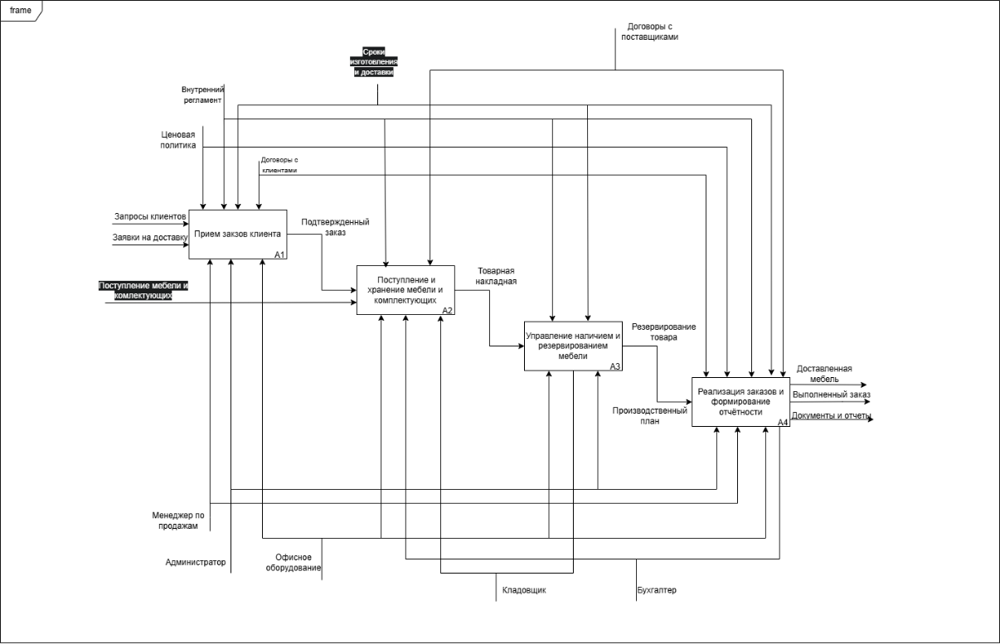 frame
Договоры с
поставщиками
Сроки
изготовления
и доставки
Внутренний
регламент
Ценовая
политика
Договоры с
клиентами
Запросы клиентов
Заявки на доставку
Прием закзов клиента
A1
Подтвержденный
заказ
Поступление мебели и
комлектующих
Поступление и
хранение мебели и
комплектующих
A2
Товарная
накладная
Управление наличием и
резервированием
мебели
A3
Резервирование
товара
Производственный
план
Реализация заказов и
формирование
отчётности
A4
Доставленная
мебель
Выполненный заказ
Документы и отчеты
Менеджер по
продажам
Администратор
Офисное
оборудование
Кладовщик
Бухгалтер